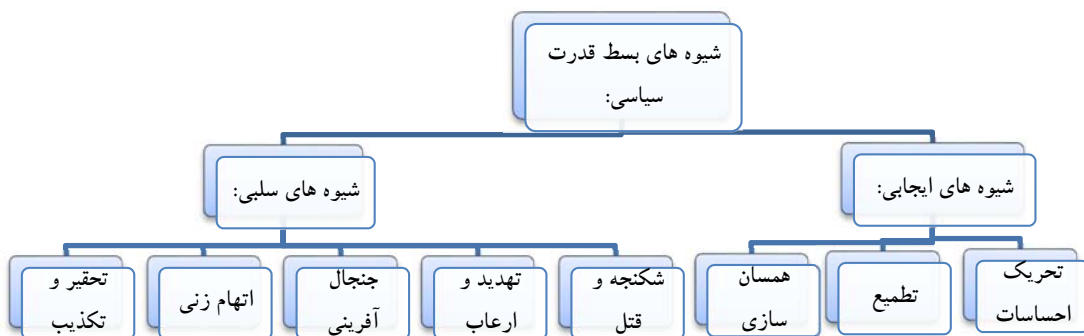 شیوه های بسط قدرت
سیاسی:
شیوه های ایجابی:
شیوه های سلبی:
تحریک
احساسات
تطمیع
همسان
سازی
شکنجه و
قتل
تهدید و
ارعاب
جنجال
آفرینی
اتهام زنی
تحقیر و
تکذیب